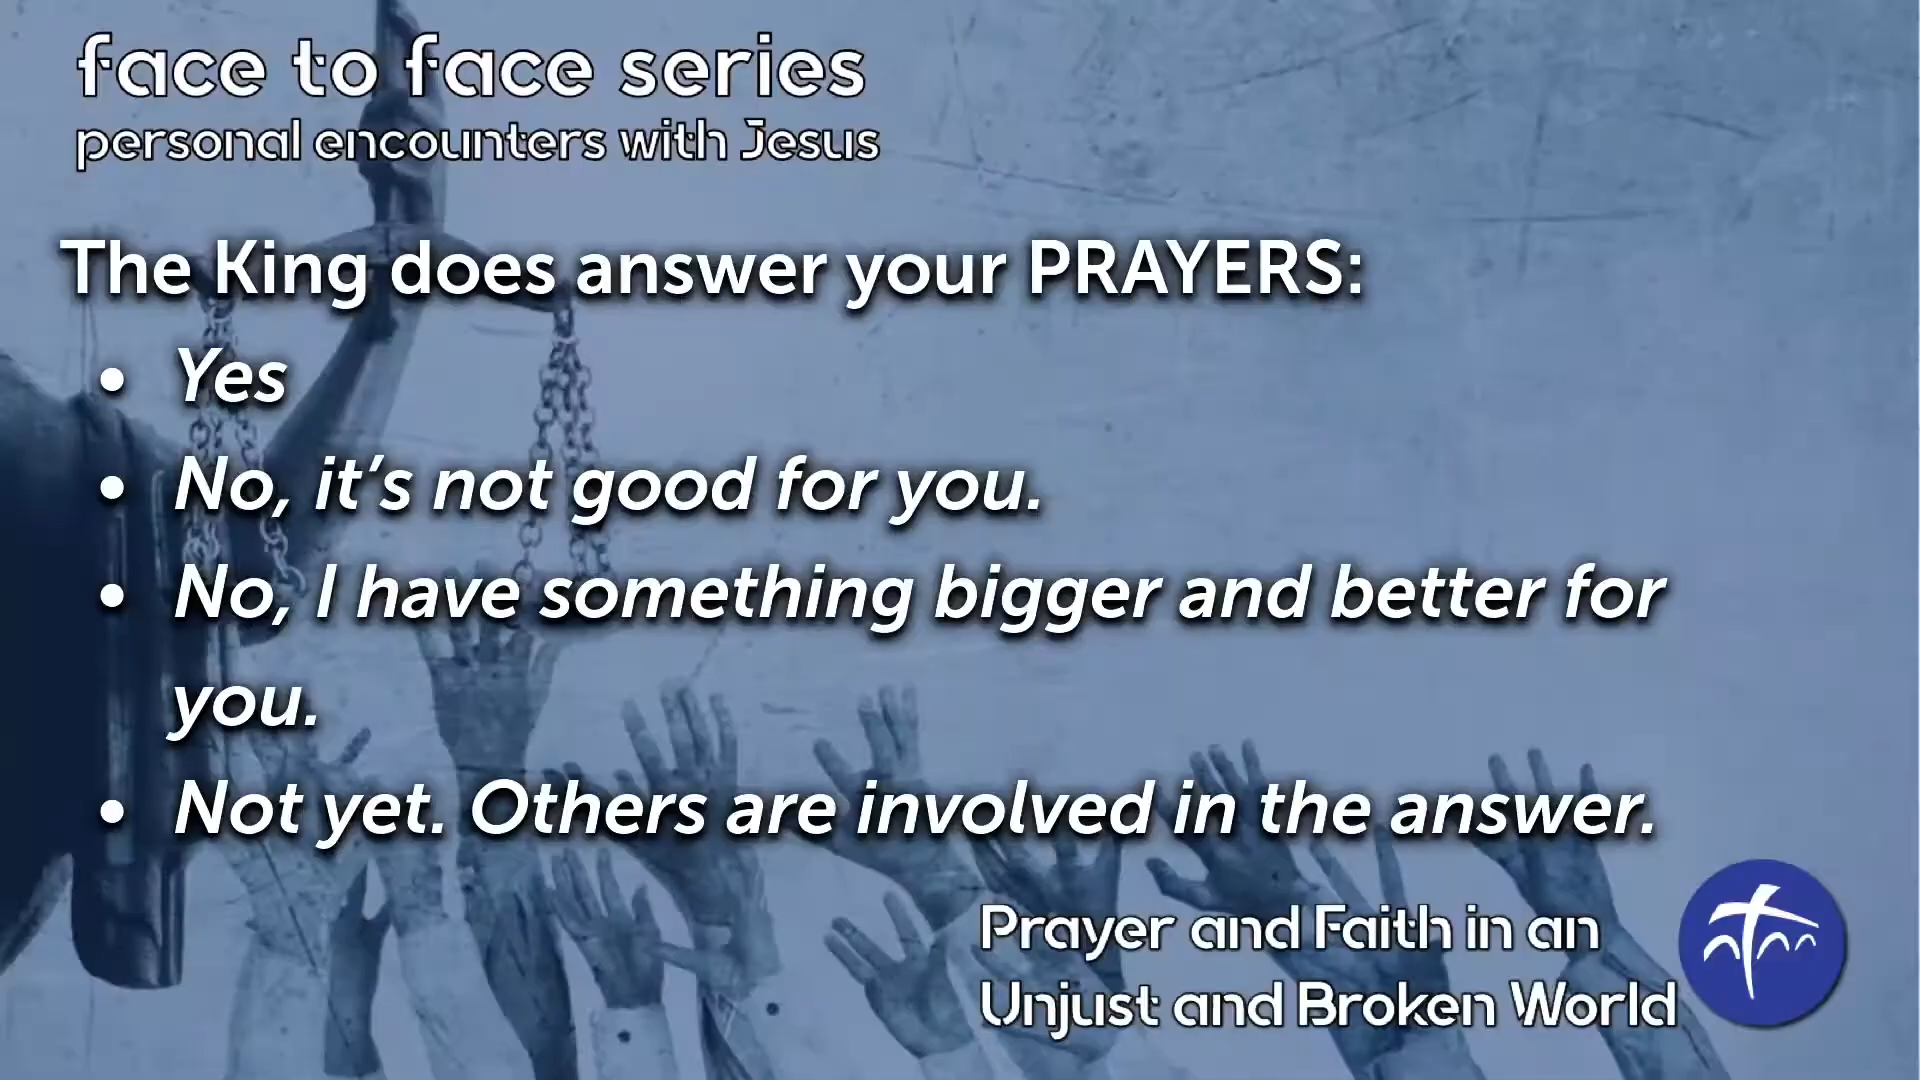 face to face series
personal encounters with Jesus
The King does answer your PRAYERS:
• Yes
• No, it’s not good for you.
• No, I have something bigger and better for
you.
• Not yet. Others are involved in the answer.
Prayer and Faith in an
Unjust and Broken World